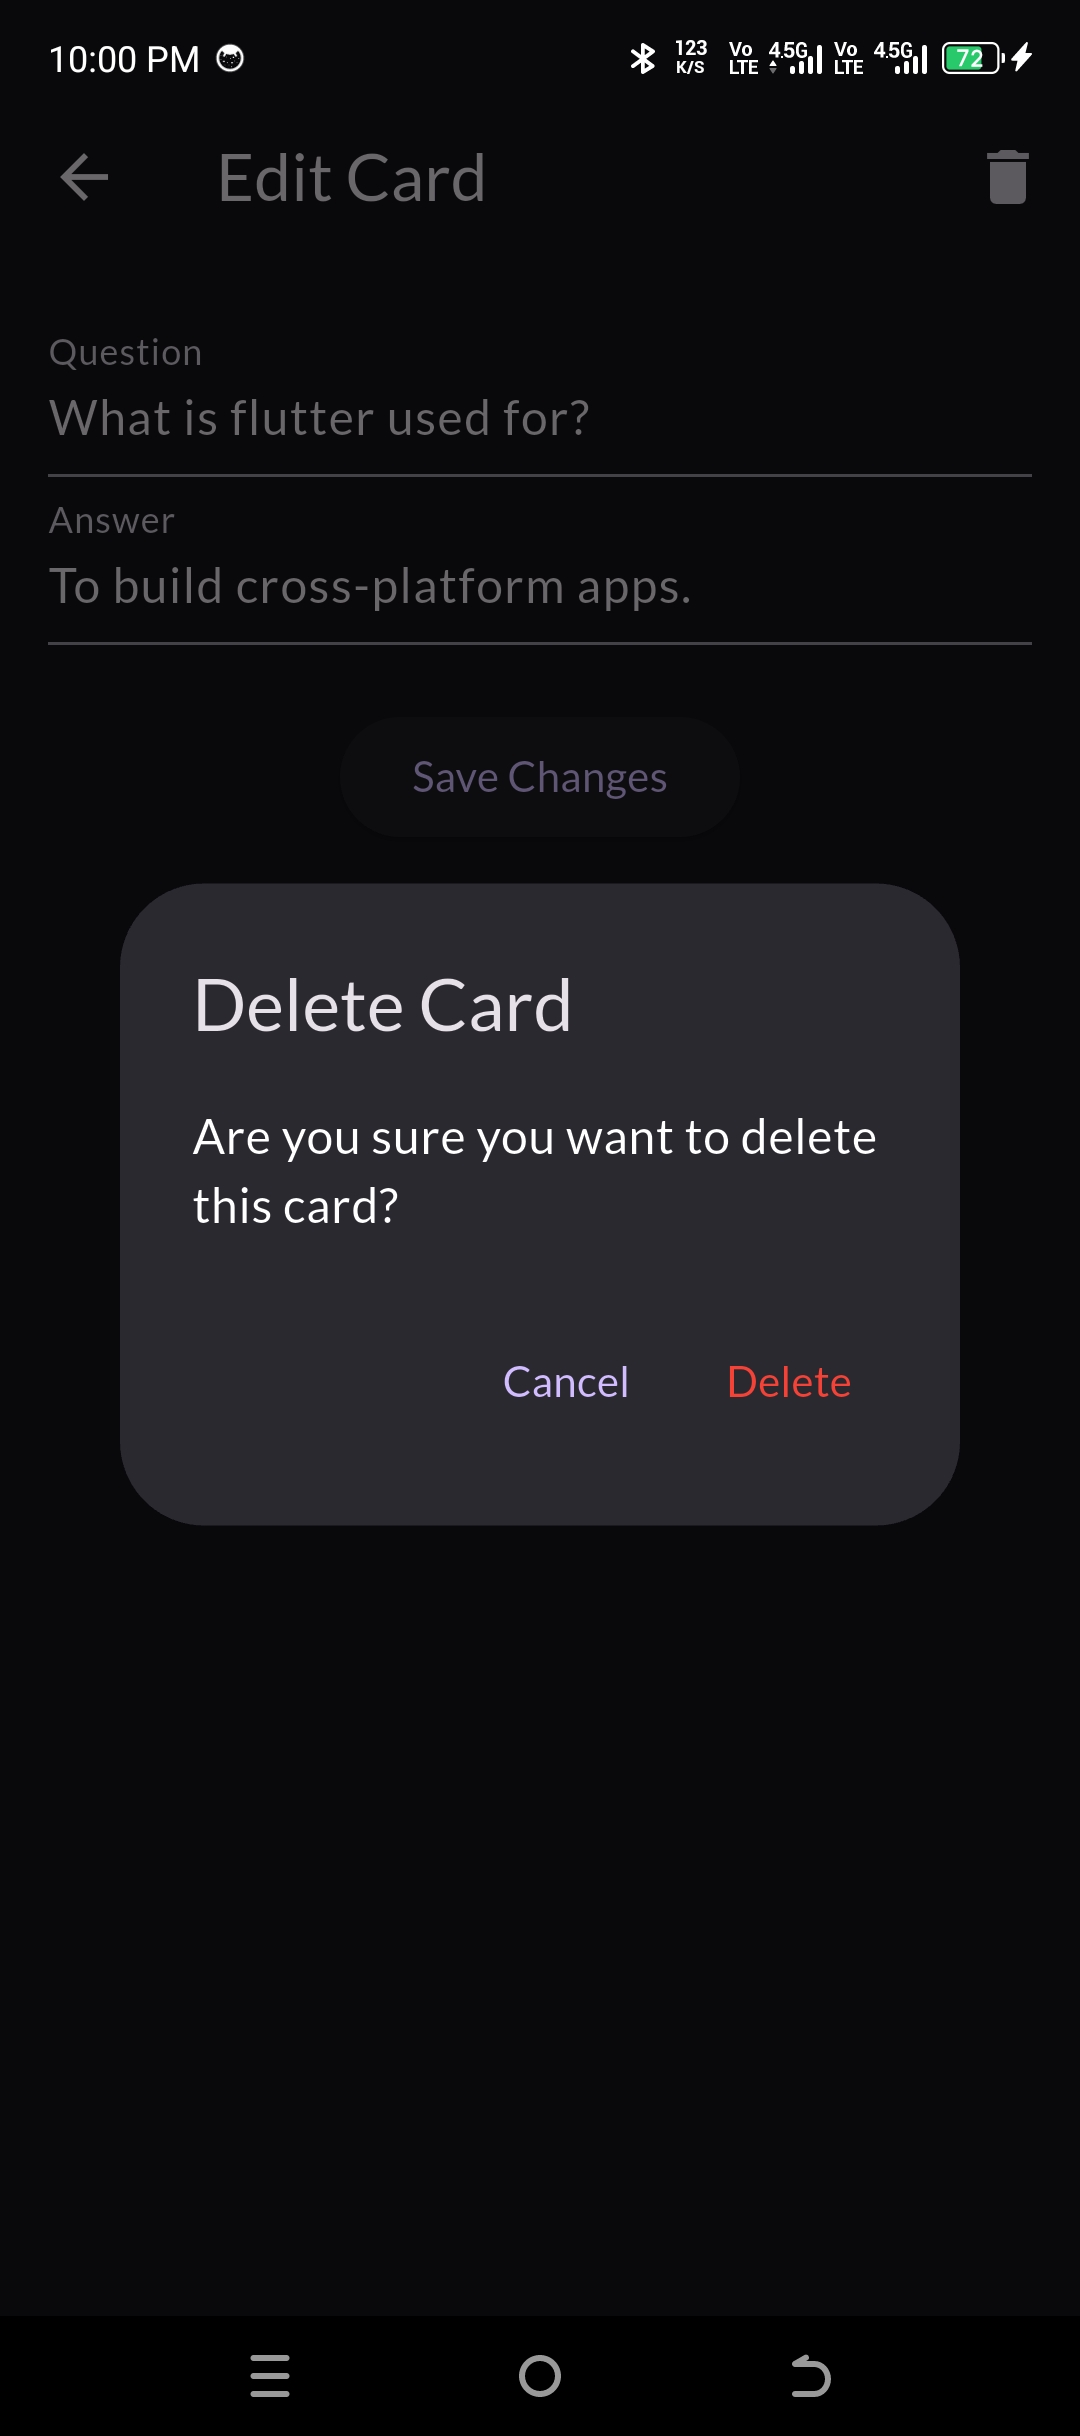 10:00 PM 123 K/S Vo LTE 4.5G Vo LTE 4.5G 72
Edit Card
Question
What is flutter used for?
Answer
To build cross-platform apps.
Save Changes
Delete Card
Are you sure you want to delete
this card?
Cancel Delete